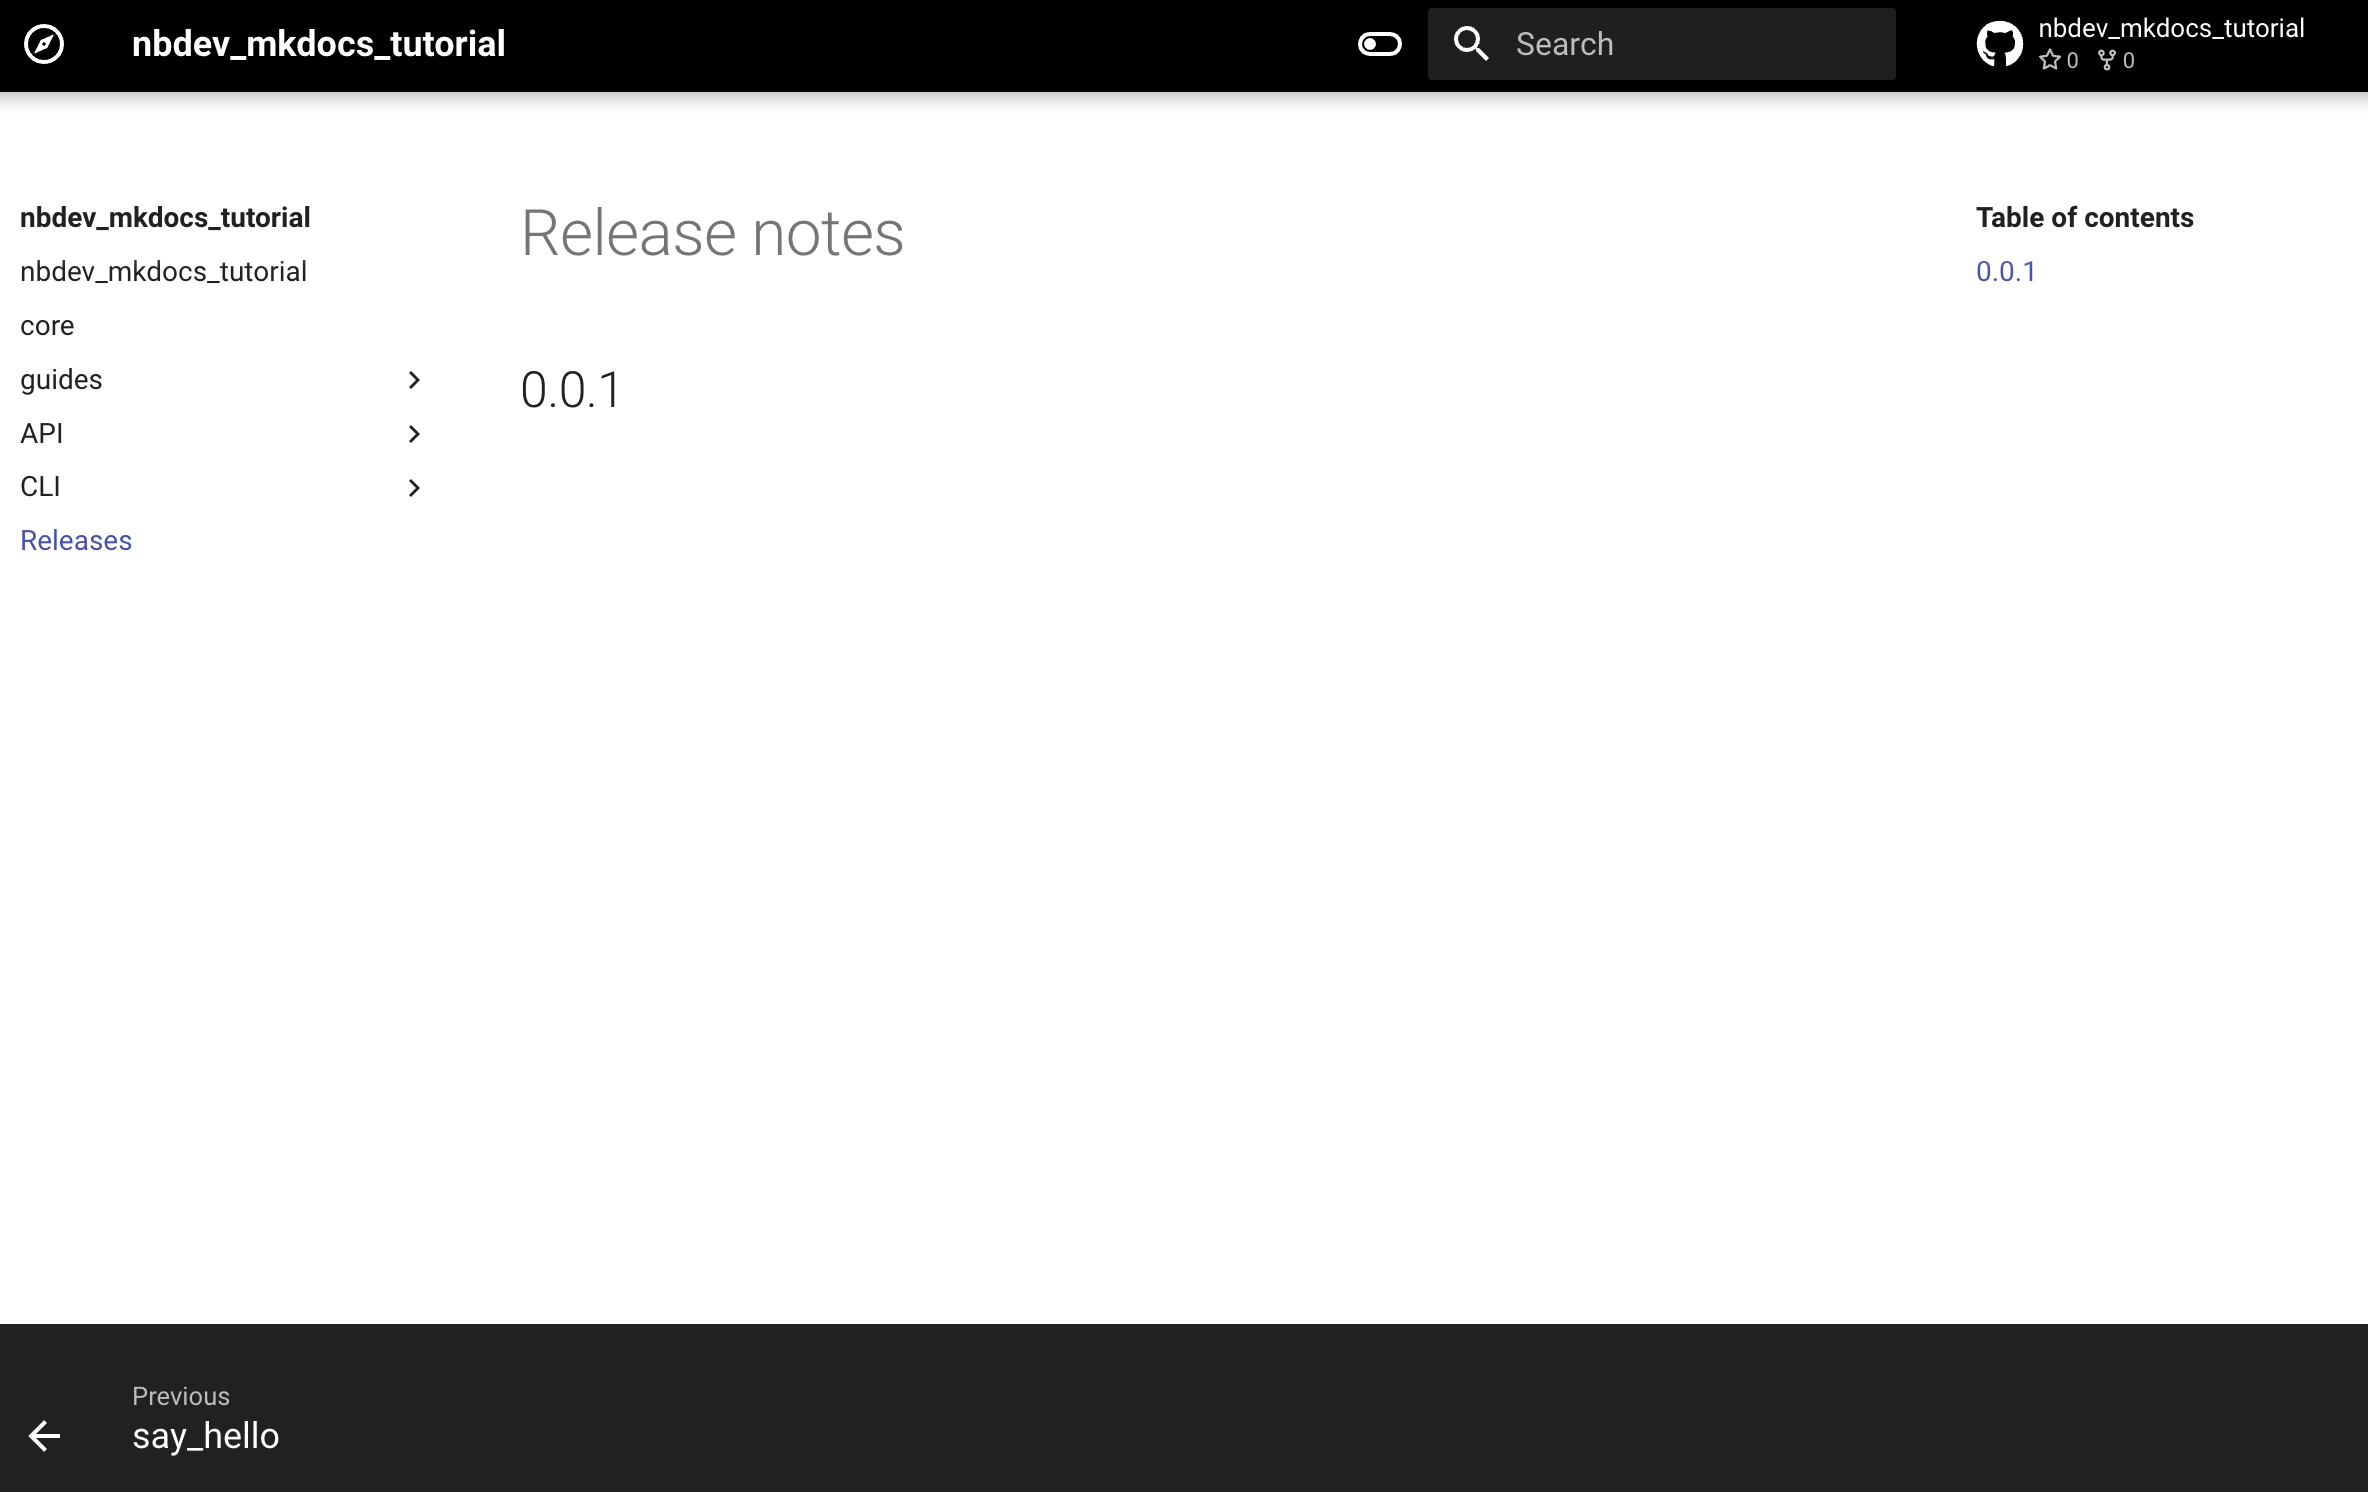 nbdev_mkdocs_tutorial
Search
nbdev_mkdocs_tutorial
0 0
nbdev_mkdocs_tutorial
nbdev_mkdocs_tutorial
core
guides
API
CLI
Releases
Release notes
0.0.1
Table of contents
0.0.1
Previous
say_hello